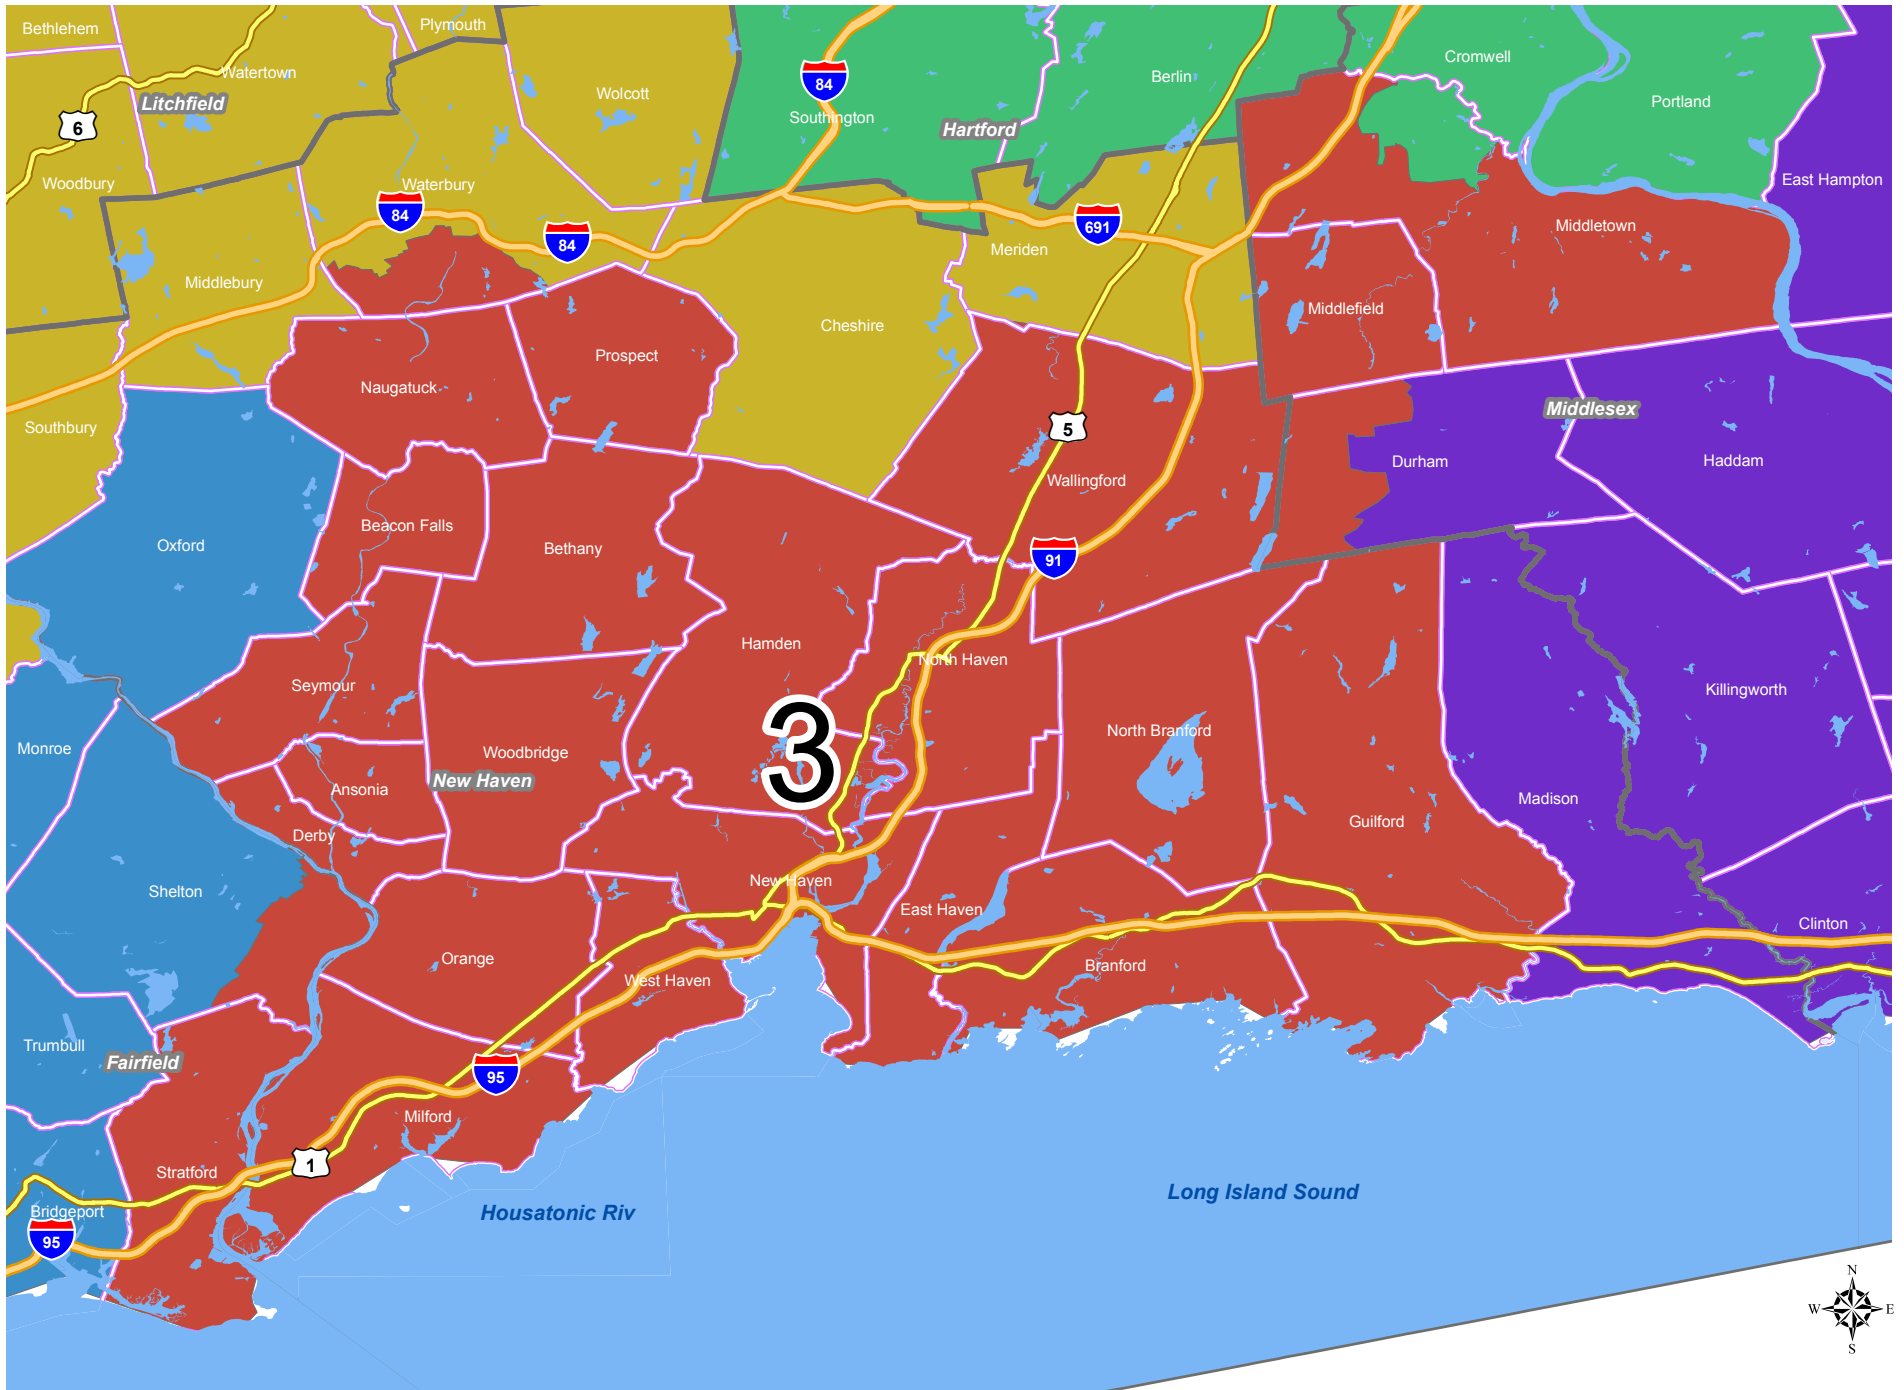 Bethlehem
Plymouth
Watertown
Litchfield
6
Wolcott
84
Southington
Hartford
Berlin
Cromwell
Portland
Woodbury
Waterbury
84
84
East Hampton
Middlebury
Meriden
691
Middletown
Middlefield
Cheshire
Prospect
Naugatuck
Southbury
5
Middlesex
Durham
Haddam
Wallingford
Oxford
Beacon Falls
Bethany
91
Hamden
North Haven
Seymour
Killingworth
Monroe
Woodbridge
3
North Branford
New Haven
Ansonia
Madison
Derby
Guilford
Shelton
New Haven
East Haven
Clinton
Orange
West Haven
Branford
Trumbull
Fairfield
95
Milford
1
Stratford
Bridgeport
95
Housatonic Riv
Long Island Sound
N
W
E
S